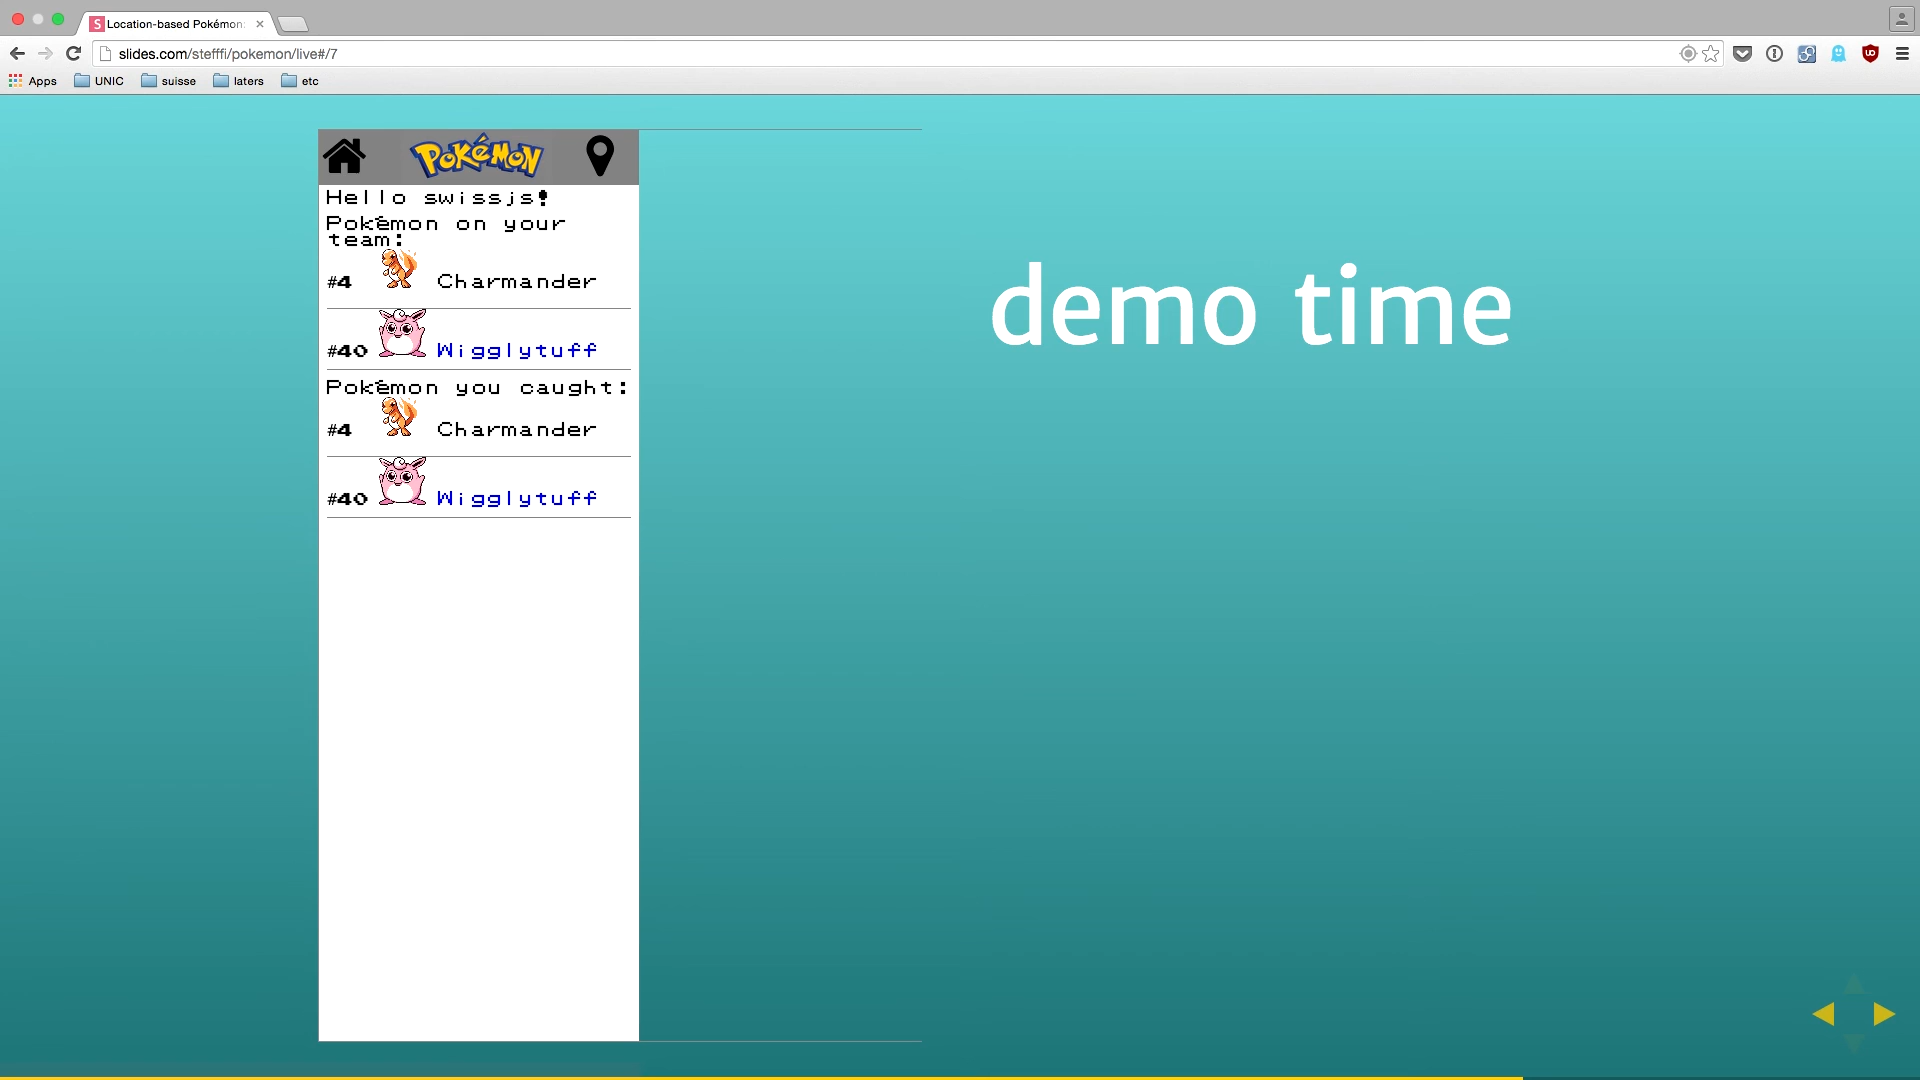 Location-based Pokémon:
slides.com/stefffi/pokemon/live#/7
Apps UNIC suisse laters etc
POKéMON
Hello swissjs!
Pokémon on your
team:
#4 Charmander
#40 Wigglytuff
Pokémon you caught:
#4 Charmander
#40 Wigglytuff
demo time